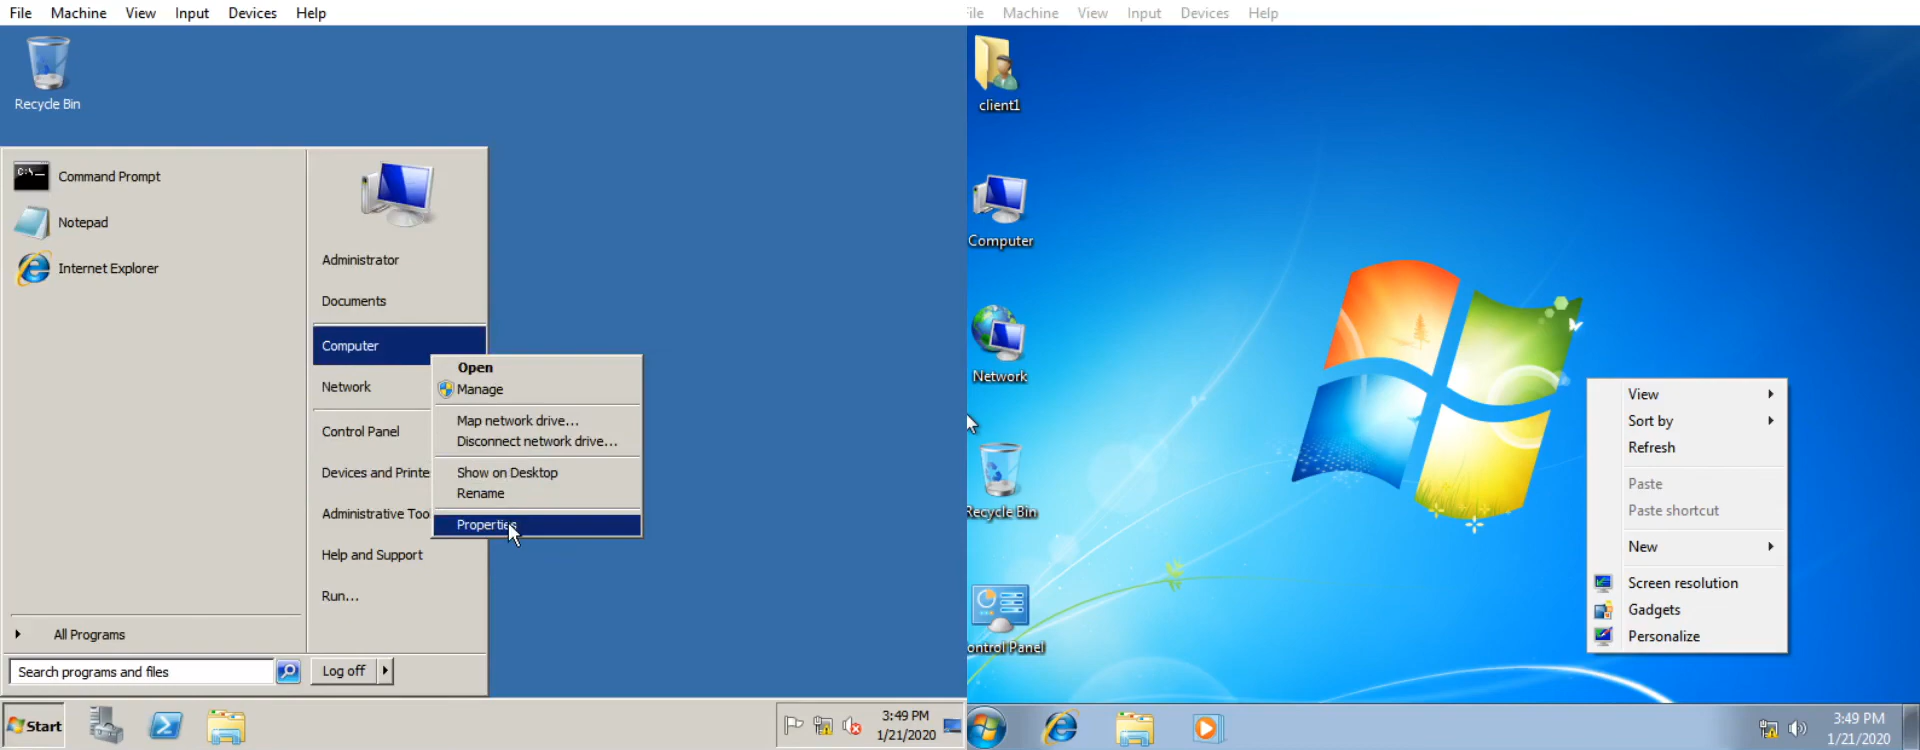 File Machine View Input Devices Help
Recycle Bin
Command Prompt
Notepad
Internet Explorer
All Programs
Search programs and files
Administrator
Documents
Computer
Network
Control Panel
Devices and Printe
Administrative Too
Help and Support
Run...
Log off
Open
Manage
Map network drive...
Disconnect network drive...
Show on Desktop
Rename
Properties
Start
3:49 PM
1/21/2020
ile Machine View Input Devices Help
client1
Computer
Network
Recycle Bin
ontrol Panel
View
Sort by
Refresh
Paste
Paste shortcut
New
Screen resolution
Gadgets
Personalize
3:49 PM
1/21/2020